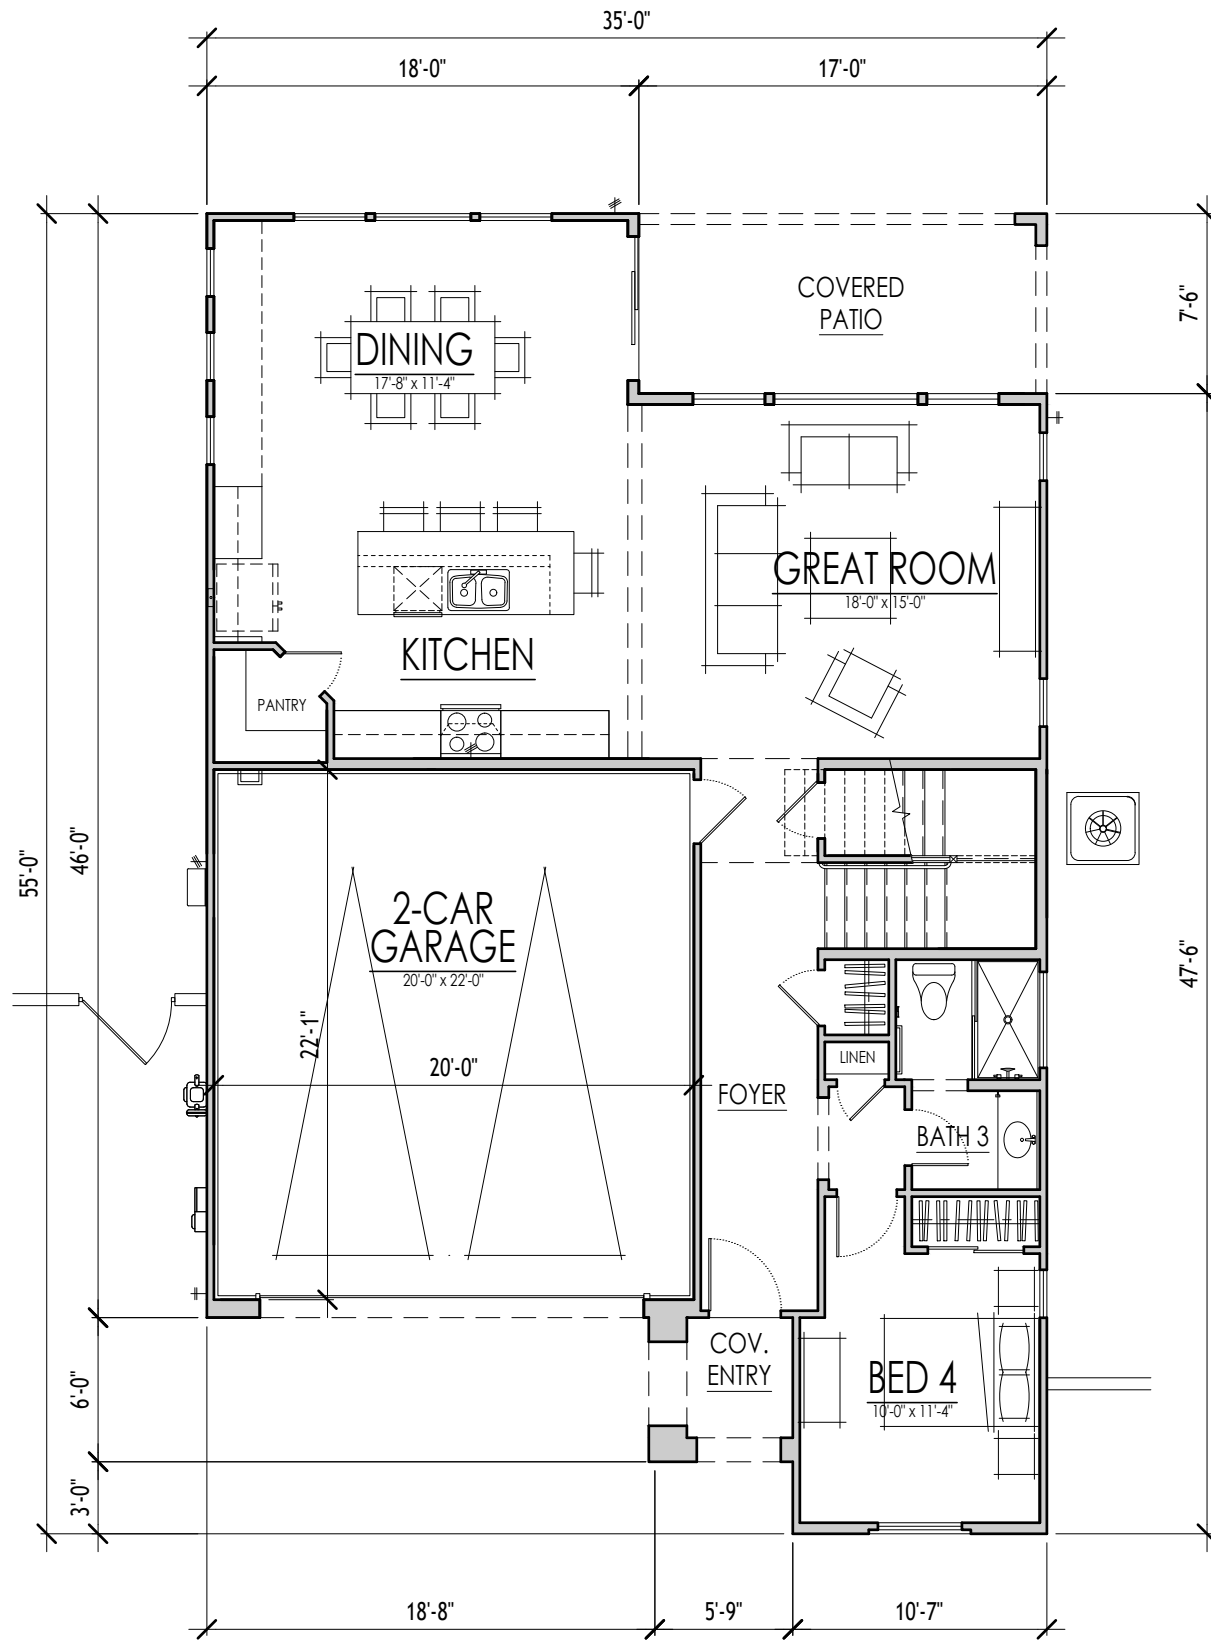 35'-0"
18'-0"
17'-0"
COVERED
PATIO
7'-6"
DINING
17'-8" x 11'-4"
GREAT ROOM
18'-0" x 15'-0"
KITCHEN
PANTRY
55'-0"
46'-0"
2-CAR
GARAGE
20'-0" x 22'-0"
47'-6"
22'-1"
20'-0"
LINEN
FOYER
BATH 3
COV.
ENTRY
BED 4
10'-0" x 11'-4"
6'-0"
3'-0"
18'-8"
5'-9"
10'-7"